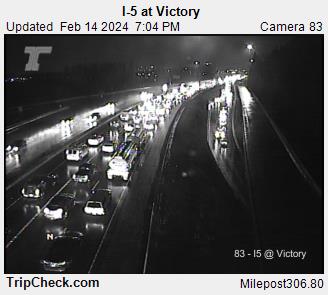 I-5 at Victory
Updated Feb 14 2024 7:04 PM Camera 83
T
N
83 - I5 @ Victory
TripCheck.com Milepost306.80